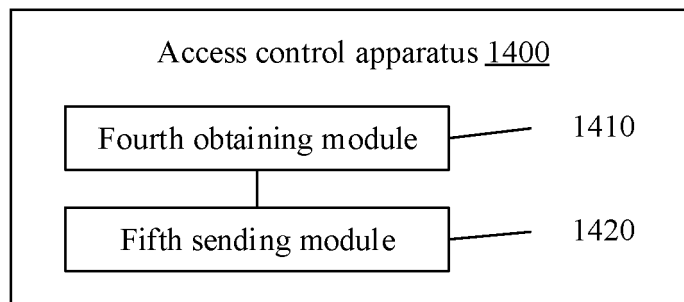 Access control apparatus 1400
Fourth obtaining module
1410
Fifth sending module
1420